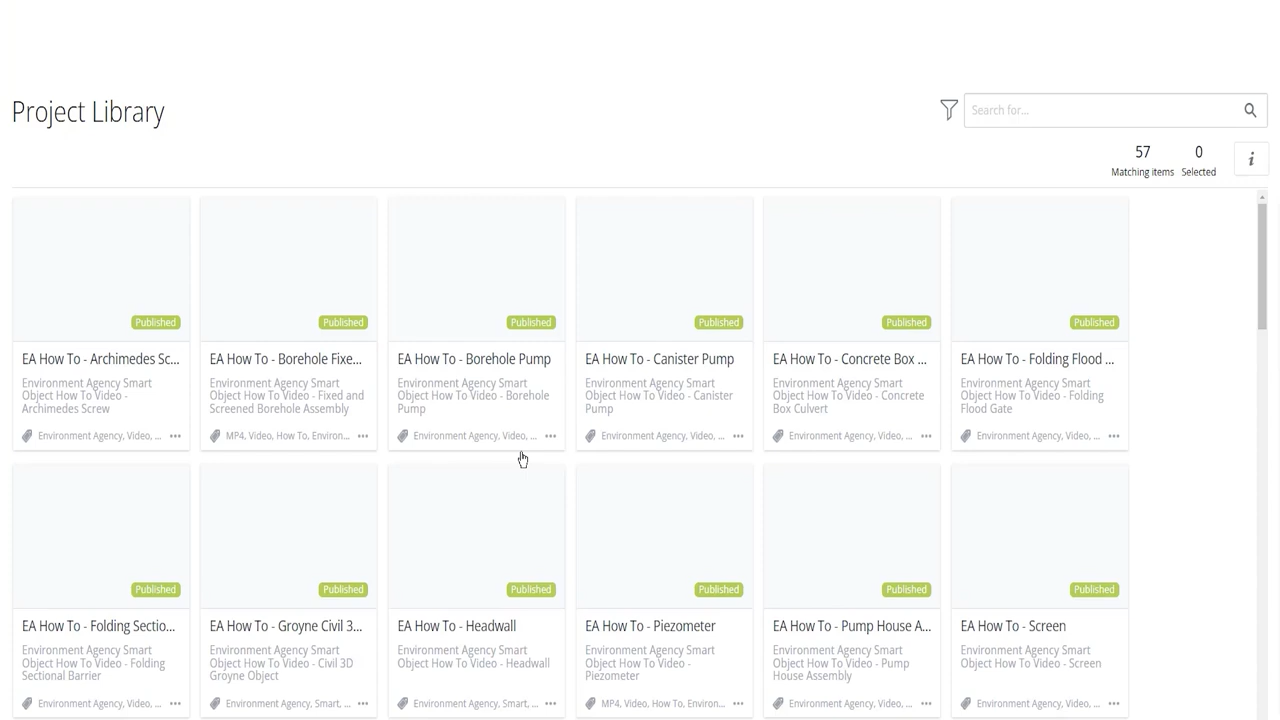 Project Library
Search for...
57 0
Matching items Selected
i
Published Published Published Published Published Published
EA How To - Archimedes Sc...
Environment Agency Smart
Object How To Video -
Archimedes Screw
Environment Agency, Video, ... •••
EA How To - Borehole Fixe...
Environment Agency Smart
Object How To Video - Fixed and
Screened Borehole Assembly
MP4, Video, How To, Environ... •••
EA How To - Borehole Pump
Environment Agency Smart
Object How To Video - Borehole
Pump
Environment Agency, Video, ... •••
EA How To - Canister Pump
Environment Agency Smart
Object How To Video - Canister
Pump
Environment Agency, Video, ... •••
EA How To - Concrete Box ...
Environment Agency Smart
Object How To Video - Concrete
Box Culvert
Environment Agency, Video, ... •••
EA How To - Folding Flood ...
Environment Agency Smart
Object How To Video - Folding
Flood Gate
Environment Agency, Video, ... •••
Published Published Published Published Published Published
EA How To - Folding Sectio...
Environment Agency Smart
Object How To Video - Folding
Sectional Barrier
Environment Agency, Video, ... •••
EA How To - Groyne Civil 3...
Environment Agency Smart
Object How To Video - Civil 3D
Groyne Object
Environment Agency, Smart, ... •••
EA How To - Headwall
Environment Agency Smart
Object How To Video - Headwall
Environment Agency, Smart, ... •••
EA How To - Piezometer
Environment Agency Smart
Object How To Video -
Piezometer
MP4, Video, How To, Environ... •••
EA How To - Pump House A...
Environment Agency Smart
Object How To Video - Pump
House Assembly
Environment Agency, Video, ... •••
EA How To - Screen
Environment Agency Smart
Object How To Video - Screen
Environment Agency, Video, ... •••